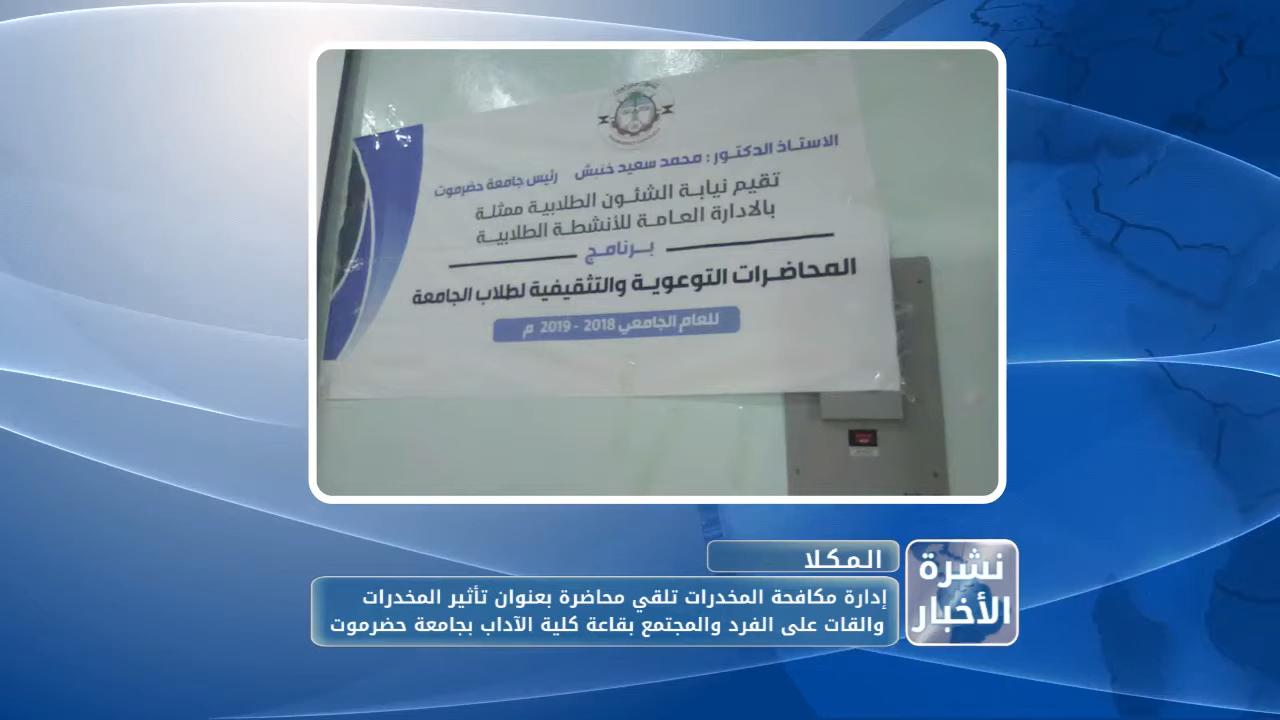 الاستاذ الدكتور : محمد سعيد خنبش رئيس جامعة حضرموت
تقيم نيابة الشئون الطلابية ممثلة
بالادارة العامة للأنشطة الطلابية
برنامج
المحاضرات التوعوية والتثقيفية لطلاب الجامعة
للعام الجامعي 2018 - 2019 م
المكلا
نشرة
الأخبار
إدارة مكافحة المخدرات تلقي محاضرة بعنوان تأثير المخدرات
والقات على الفرد والمجتمع بقاعة كلية الآداب بجامعة حضرموت